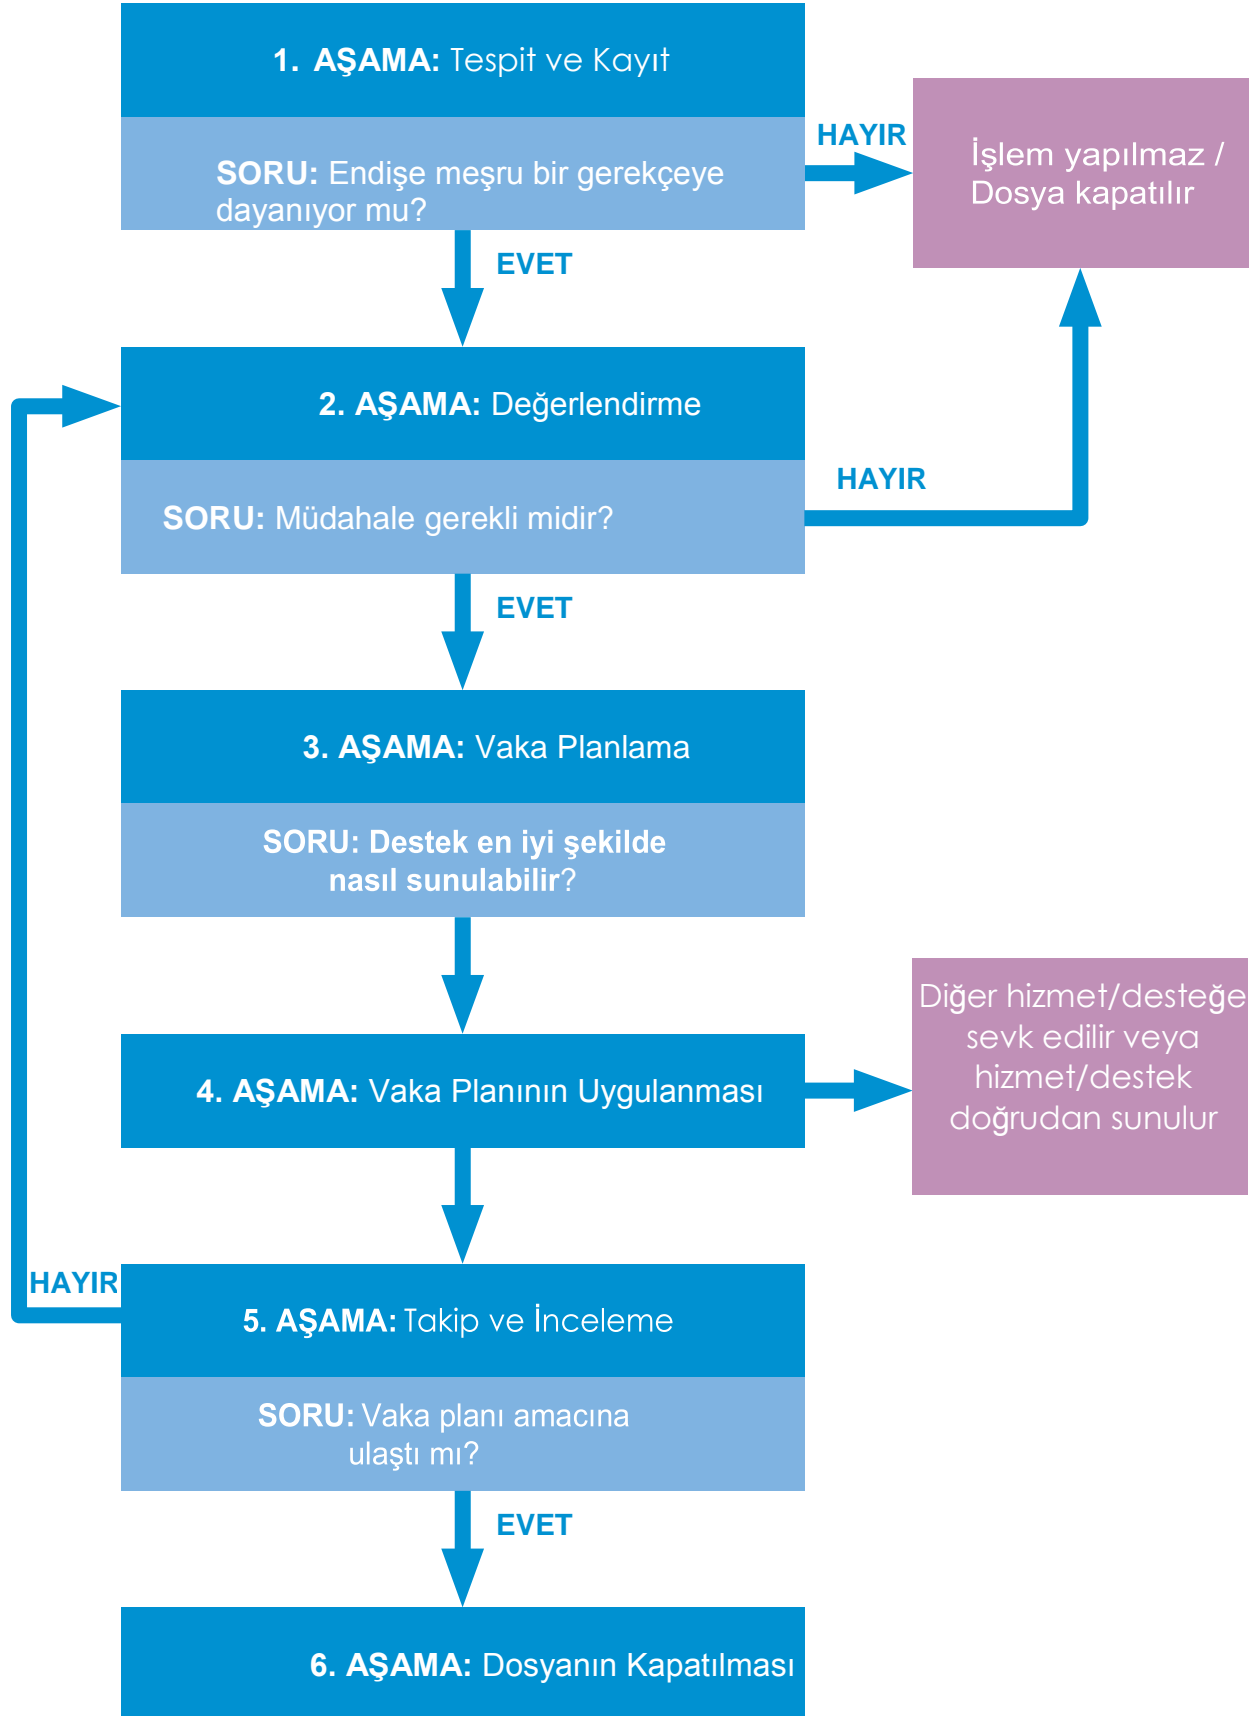 1. AŞAMA: Tespit ve Kayıt
SORU: Endişe meşru bir gerekçeye
dayanıyor mu?
HAYIR
İşlem yapılmaz /
Dosya kapatılır
EVET
2. AŞAMA: Değerlendirme
SORU: Müdahale gerekli midir?
HAYIR
EVET
3. AŞAMA: Vaka Planlama
SORU: Destek en iyi şekilde
nasıl sunulabilir?
4. AŞAMA: Vaka Planının Uygulanması
Diğer hizmet/desteğe
sevk edilir veya
hizmet/destek
doğrudan sunulur
HAYIR
5. AŞAMA: Takip ve İnceleme
SORU: Vaka planı amacına
ulaştı mı?
EVET
6. AŞAMA: Dosyanın Kapatılması